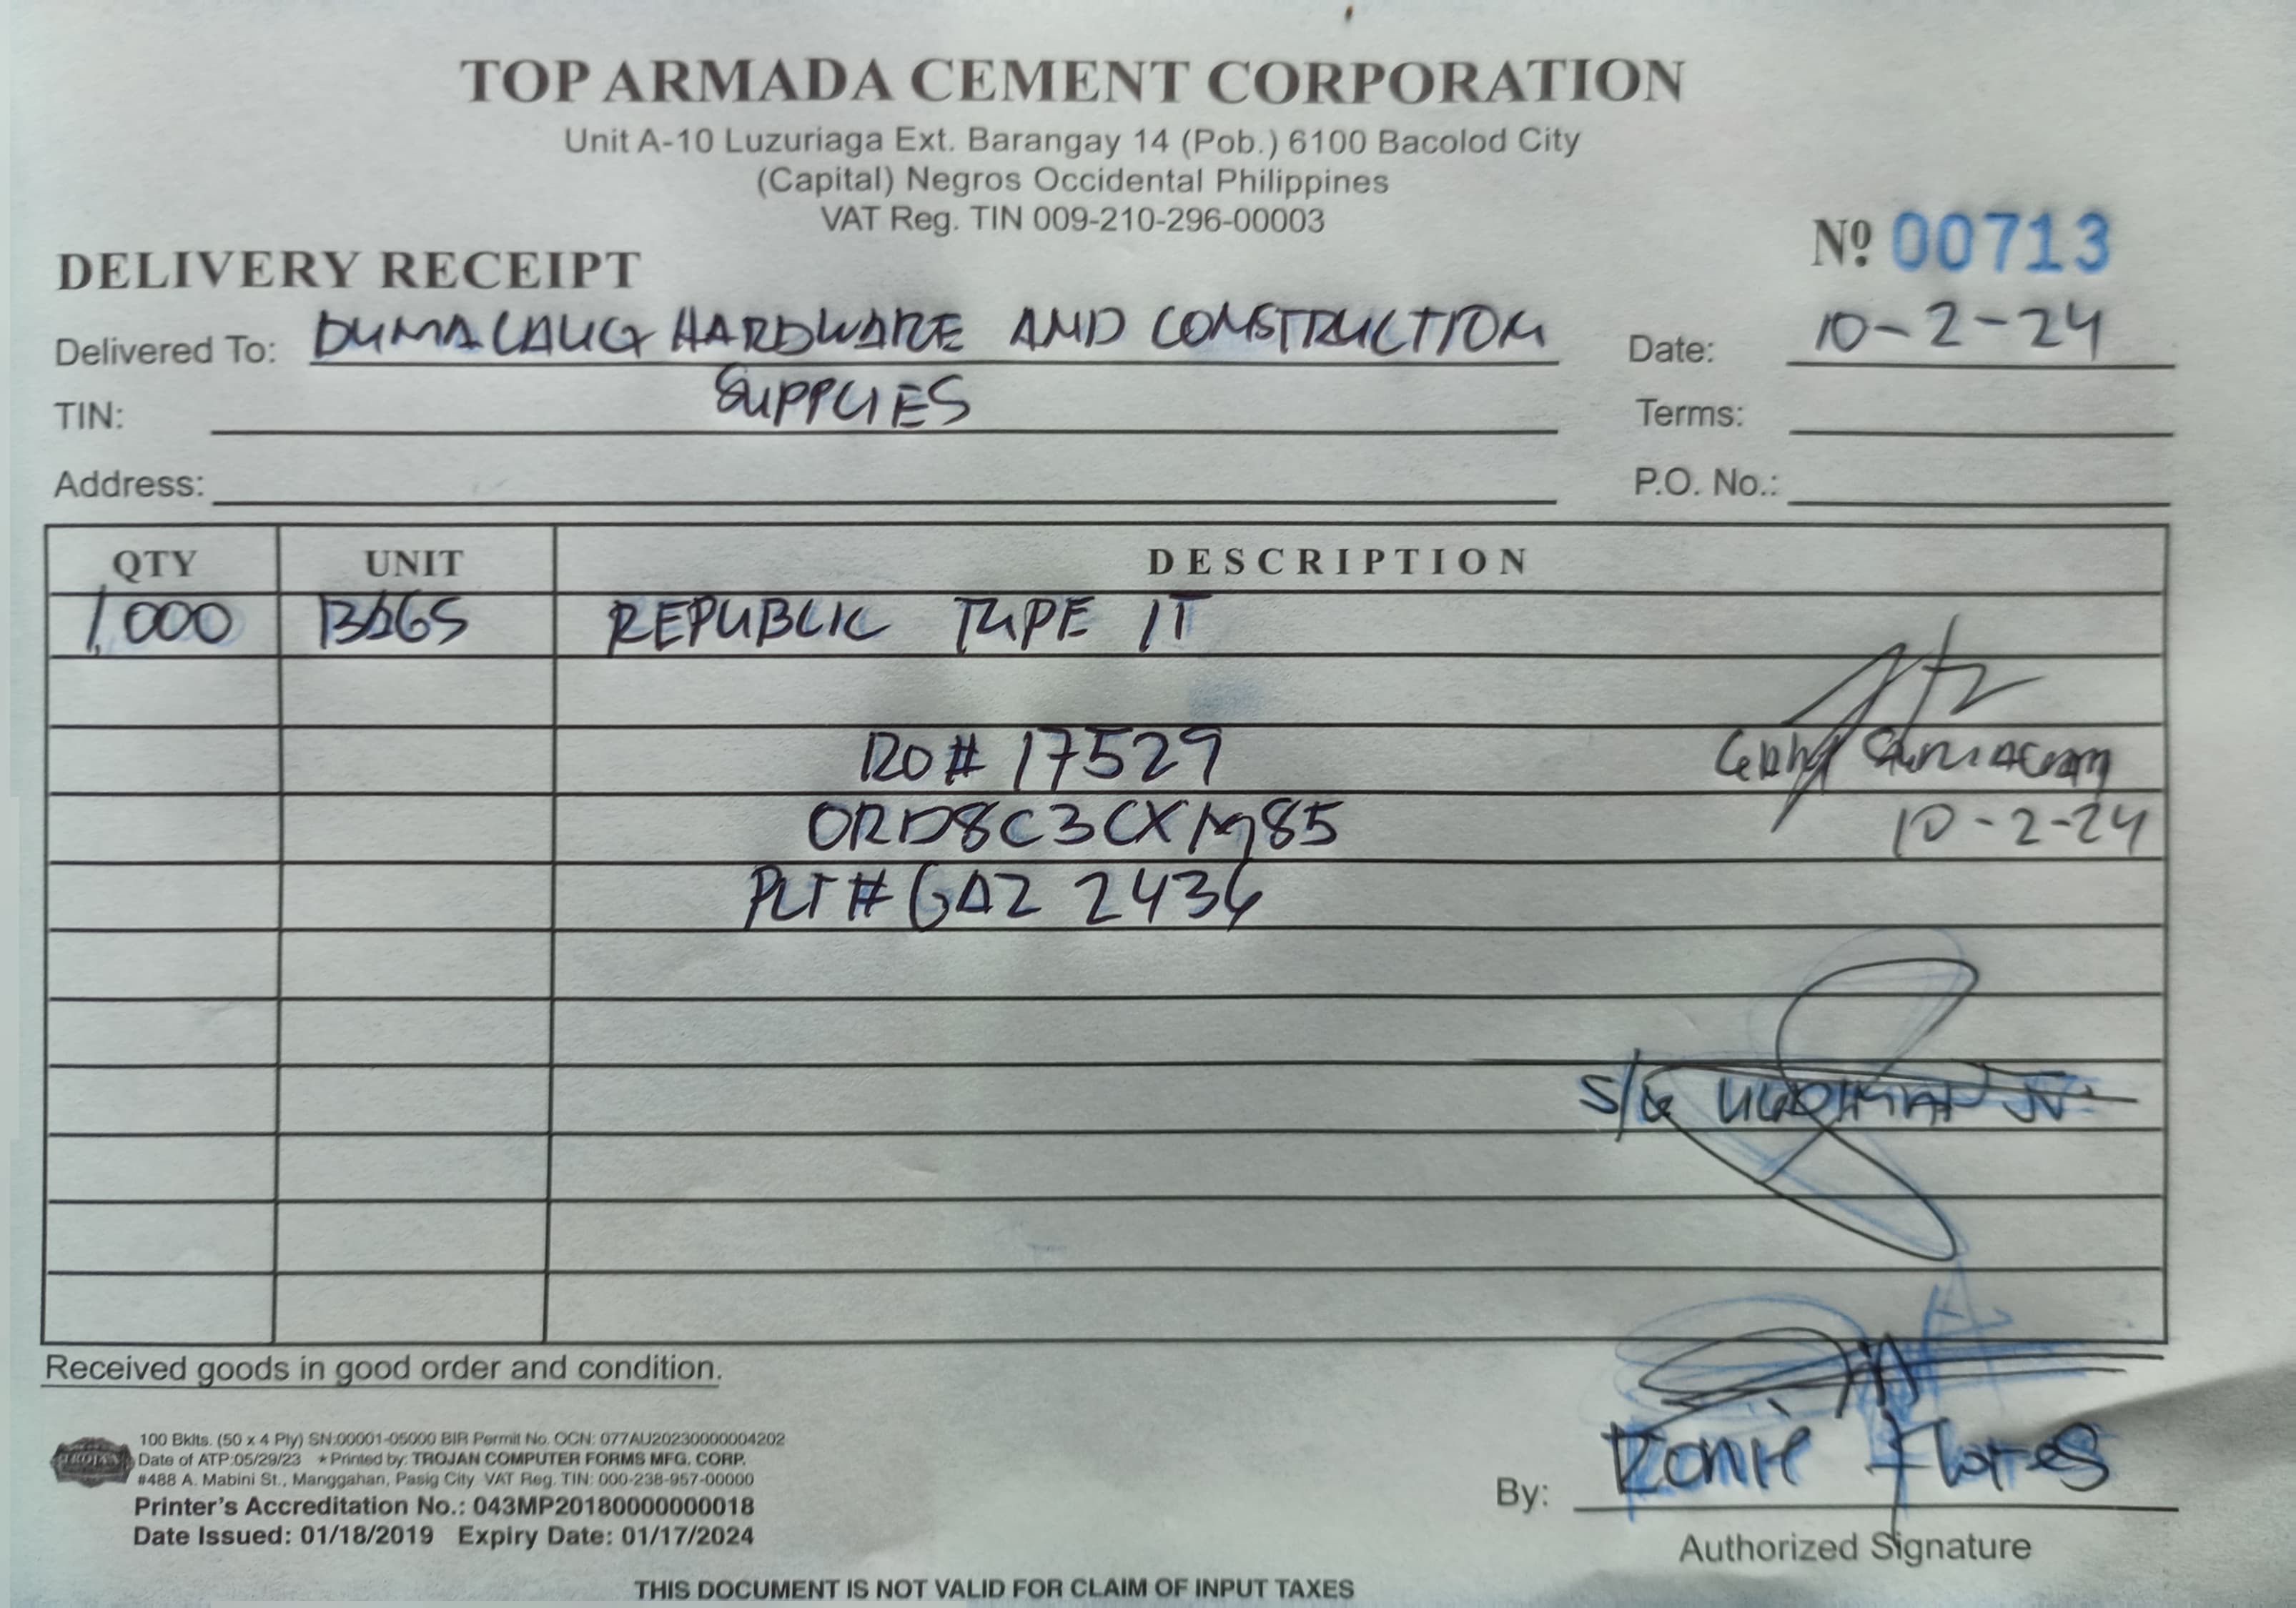 TOP ARMADA CEMENT CORPORATION
Unit A-10 Luzuriaga Ext. Barangay 14 (Pob.) 6100 Bacolod City
(Capital) Negros Occidental Philippines
VAT Reg. TIN 009-210-296-00003
DELIVERY RECEIPT
Nº 00713
Delivered To: DUMALAUG HARDWARE AND CONSTRUCTION
Date: 10-2-24
SUPPLIES
TIN:
Terms:
Address:
P.O. No.:
QTY UNIT DESCRIPTION
1,000 BAGS REPUBLIC TYPE 1T
RO# 17529
ORD8C3CXM85
10-2-24
PLT# GAZ 2436
S/G JR.
Received goods in good order and condition.
100 Bklts. (50 x 4 Ply) SN:00001-05000 BIR Permit No. OCN: 077AU20230000004202
TROJAN
Date of ATP:05/29/23 ★Printed by: TROJAN COMPUTER FORMS MFG. CORP.
#488 A. Mabini St., Manggahan, Pasig City VAT Reg. TIN: 000-238-957-00000
Printer's Accreditation No.: 043MP20180000000018
Date Issued: 01/18/2019 Expiry Date: 01/17/2024
By: Ronie Flores
Authorized Signature
THIS DOCUMENT IS NOT VALID FOR CLAIM OF INPUT TAXES